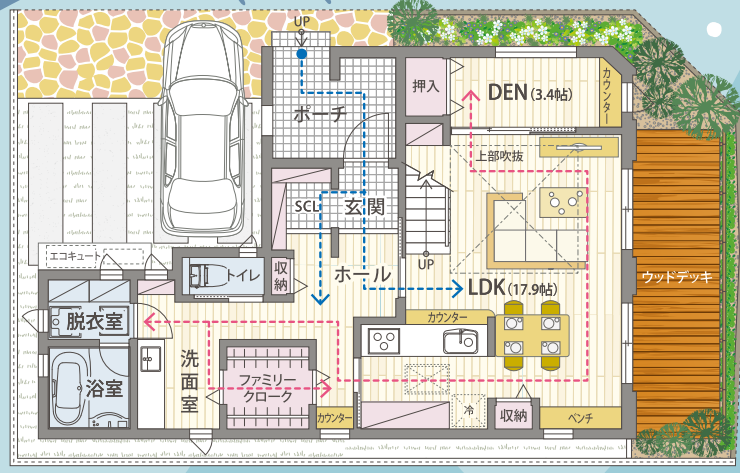 UP
ポーチ
押入
DEN(3.4帖)
カウンター
上部吹抜
SCL
玄関
エコキュート
トイレ
収納
ホール
UP
LDK(17.9帖)
ウッドデッキ
脱衣室
カウンター
洗面室
浴室
ファミリー
クローク
カウンター
冷
収納
ベンチ